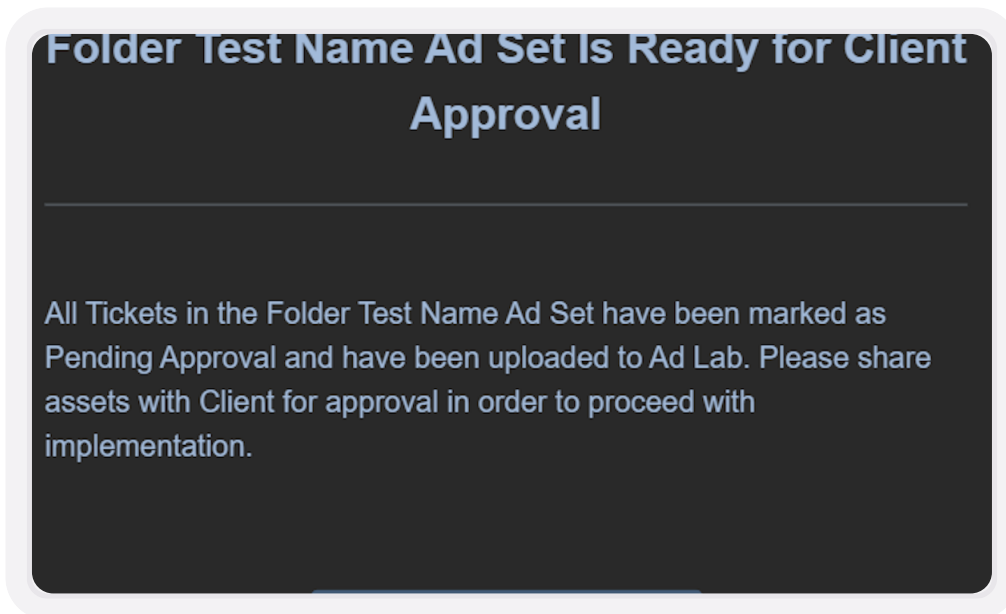 Folder Test Name Ad Set Is Ready for Client
Approval
All Tickets in the Folder Test Name Ad Set have been marked as
Pending Approval and have been uploaded to Ad Lab. Please share
assets with Client for approval in order to proceed with
implementation.